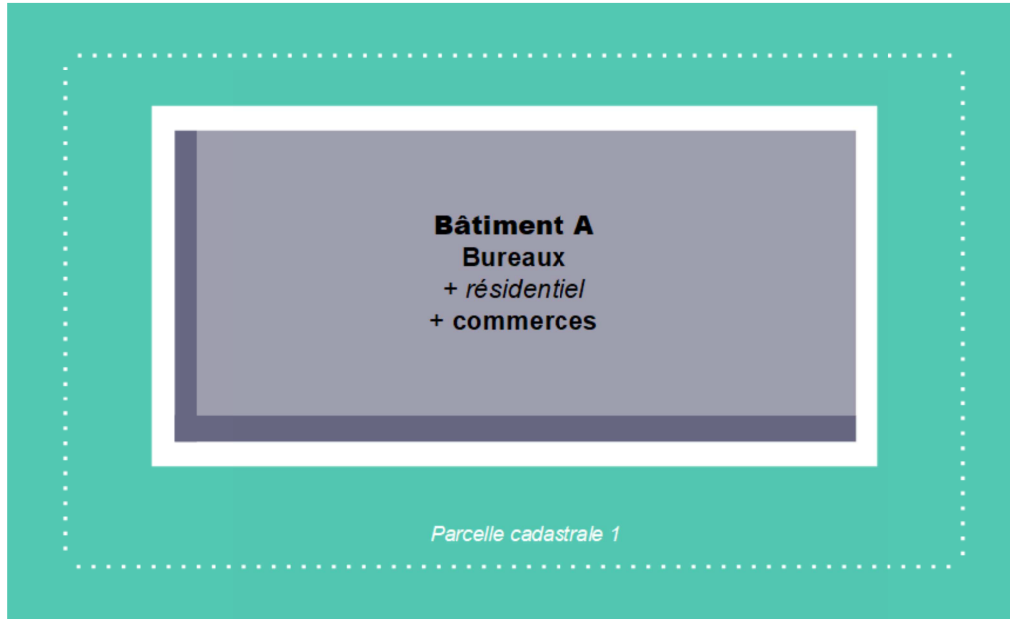 Bâtiment A
Bureaux
+ résidentiel
+ commerces
Parcelle cadastrale 1